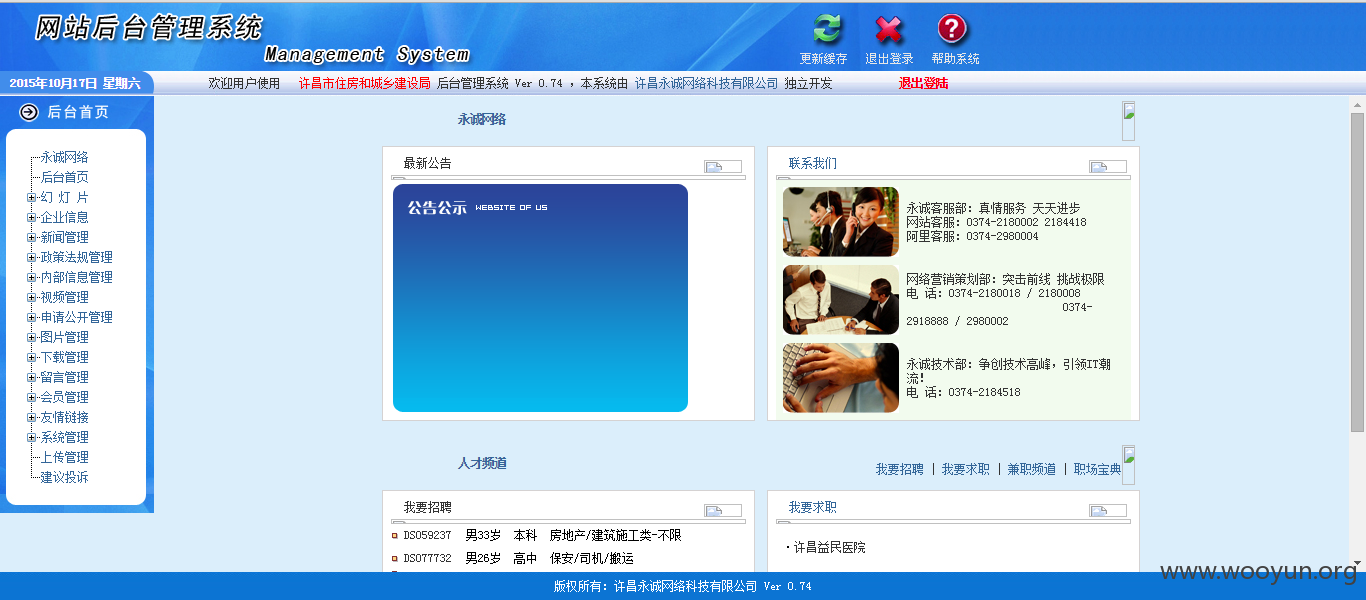 网站后台管理系统
Management System
更新缓存 退出登录 帮助系统
2015年10月17日 星期六
欢迎用户使用 许昌市住房和城乡建设局 后台管理系统 Ver 0.74 ，本系统由 许昌永诚网络科技有限公司 独立开发 退出登陆
后台首页
永诚网络
后台首页
幻 灯 片
企业信息
新闻管理
政策法规管理
内部信息管理
视频管理
申请公开管理
图片管理
下载管理
留言管理
会员管理
友情链接
系统管理
上传管理
建议投诉
永诚网络
最新公告
公告公示 WEBSITE OF US
联系我们
永诚客服部：真情服务 天天进步
网站客服：0374-2180002 2184418
阿里客服：0374-2980004
网络营销策划部：突击前线 挑战极限
电 话：0374-2180018 / 2180008
0374-
2918888 / 2980002
永诚技术部：争创技术高峰，引领IT潮
流！
电 话：0374-2184518
人才频道
我要招聘 | 我要求职 | 兼职频道 | 职场宝典
我要招聘
DS059237 男33岁 本科 房地产/建筑施工类-不限
DS077732 男26岁 高中 保安/司机/搬运
我要求职
·许昌益民医院
版权所有：许昌永诚网络科技有限公司 Ver 0.74
www.wooyun.org